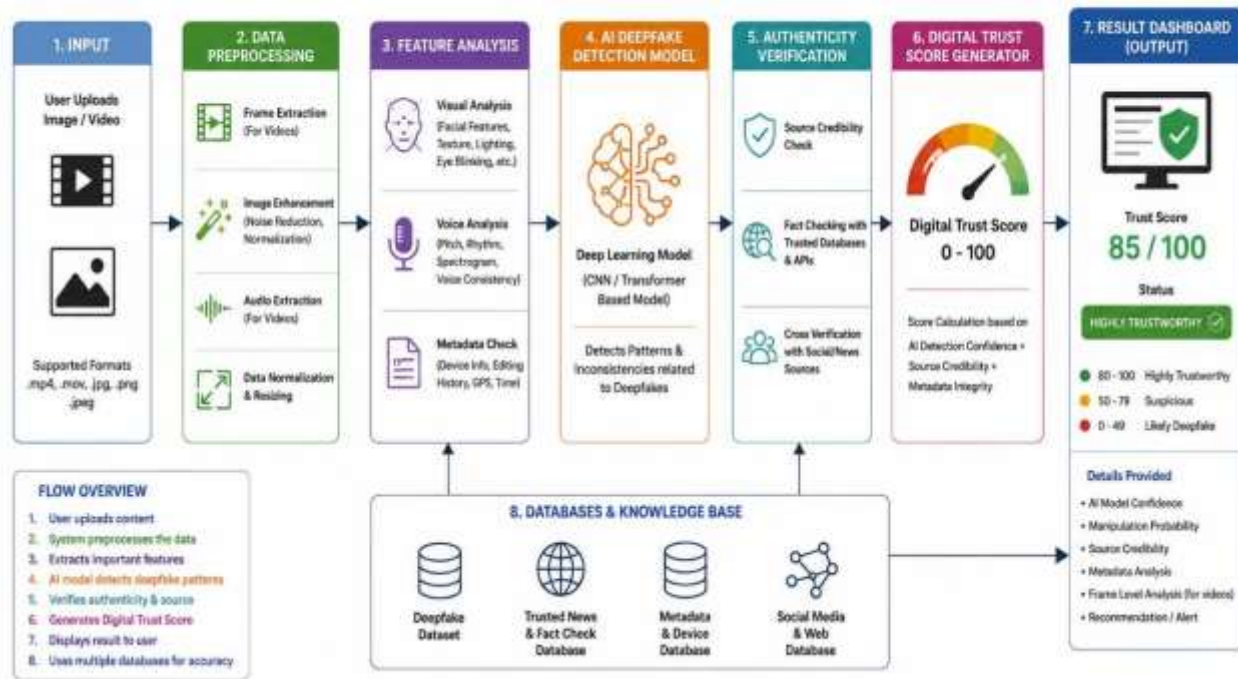 1. INPUT
User Uploads
Image / Video
Supported Formats
.mp4, .mov, .jpg, .png
.jpeg
2. DATA
PREPROCESSING
Frame Extraction
(For Videos)
Image Enhancement
(Noise Reduction,
Normalization)
Audio Extraction
(For Videos)
Data Normalization
& Resizing
3. FEATURE ANALYSIS
Visual Analysis
(Facial Features,
Texture, Lighting,
Eye Blinking, etc.)
Voice Analysis
(Pitch, Rhythm,
Spectrogram,
Voice Consistency)
Metadata Check
(Device Info, Editing
History, GPS, Time)
4. AI DEEPFAKE
DETECTION MODEL
Deep Learning Model
(CNN / Transformer
Based Model)
Detects Patterns &
Inconsistencies related
to Deepfakes
5. AUTHENTICITY
VERIFICATION
Source Credibility
Check
Fact Checking with
Trusted Databases
& APIs
Cross Verification
with Social/News
Sources
6. DIGITAL TRUST
SCORE GENERATOR
Digital Trust Score
0 - 100
Score Calculation based on
AI Detection Confidence +
Source Credibility +
Metadata Integrity
7. RESULT DASHBOARD
(OUTPUT)
Trust Score
85 / 100
Status
HIGHLY TRUSTWORTHY
80 - 100 Highly Trustworthy
50 - 79 Suspicious
0 - 49 Likely Deepfake
Details Provided
• AI Model Confidence
• Manipulation Probability
• Source Credibility
• Metadata Analysis
• Frame Level Analysis (for videos)
• Recommendation / Alert
FLOW OVERVIEW
1. User uploads content
2. System preprocesses the data
3. Extracts important features
4. AI model detects deepfake patterns
5. Verifies authenticity & source
6. Generates Digital Trust Score
7. Displays result to user
8. Uses multiple databases for accuracy
8. DATABASES & KNOWLEDGE BASE
Deepfake
Dataset
Trusted News
& Fact Check
Database
Metadata
& Device
Database
Social Media
& Web
Database